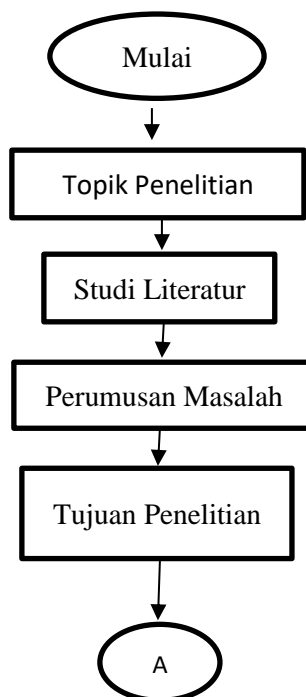 Mulai
Topik Penelitian
Studi Literatur
Perumusan Masalah
Tujuan Penelitian
A